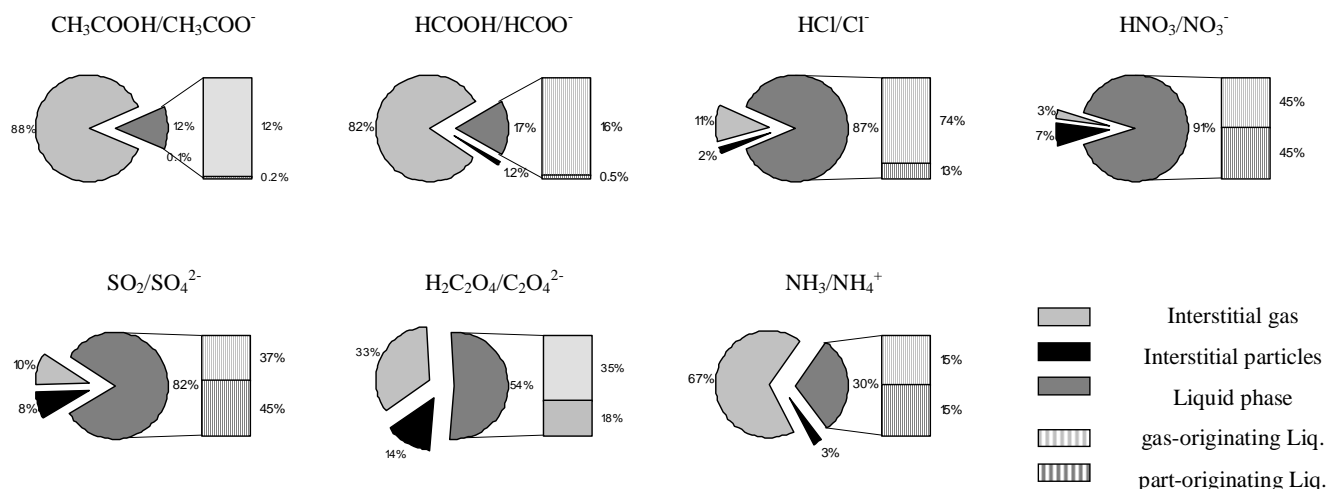 CH₃COOH/CH₃COO⁻
HCOOH/HCOO⁻
HCl/Cl⁻
HNO₃/NO₃⁻
88%
12%
0.1%
12%
0.2%
82%
17%
1.2%
16%
0.5%
11%
2%
87%
74%
13%
3%
7%
91%
45%
45%
SO₂/SO₄²⁻
H₂C₂O₄/C₂O₄²⁻
NH₃/NH₄⁺
10%
8%
82%
37%
45%
33%
14%
54%
35%
18%
67%
3%
30%
15%
15%
Interstitial gas
Interstitial particles
Liquid phase
gas-originating Liq.
part-originating Liq.